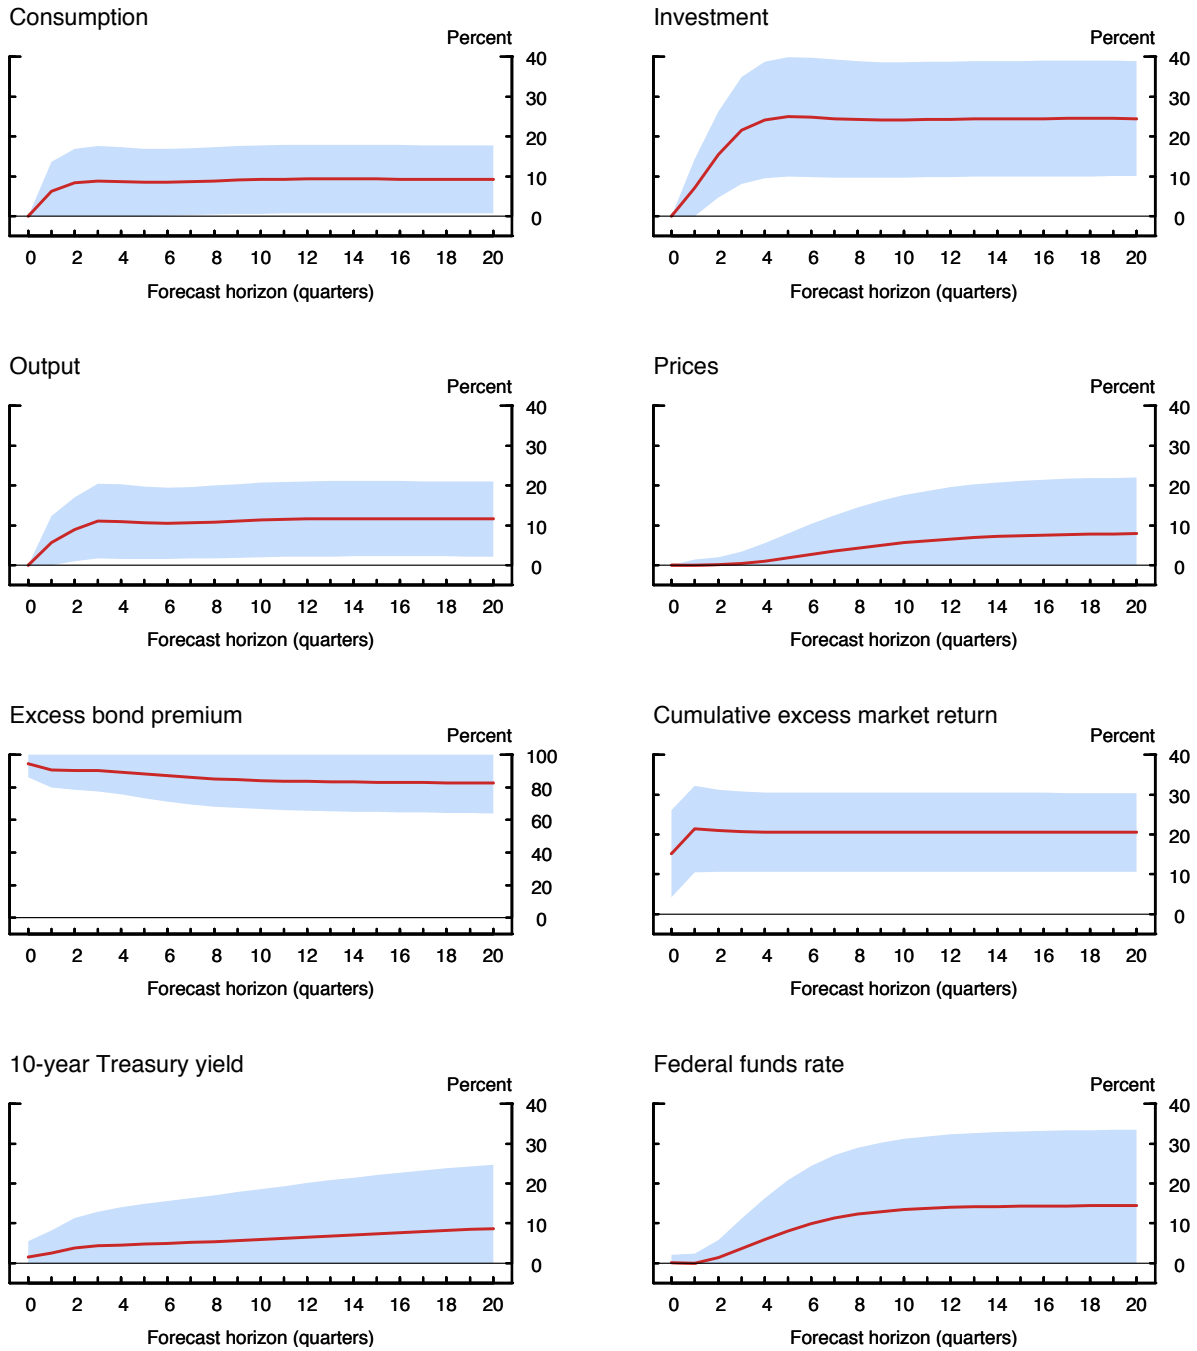 Consumption
Percent
40
30
20
10
0
0 2 4 6 8 10 12 14 16 18 20
Forecast horizon (quarters)
Investment
Percent
40
30
20
10
0
0 2 4 6 8 10 12 14 16 18 20
Forecast horizon (quarters)
Output
Percent
40
30
20
10
0
0 2 4 6 8 10 12 14 16 18 20
Forecast horizon (quarters)
Prices
Percent
40
30
20
10
0
0 2 4 6 8 10 12 14 16 18 20
Forecast horizon (quarters)
Excess bond premium
Percent
100
80
60
40
20
0
0 2 4 6 8 10 12 14 16 18 20
Forecast horizon (quarters)
Cumulative excess market return
Percent
40
30
20
10
0
0 2 4 6 8 10 12 14 16 18 20
Forecast horizon (quarters)
10-year Treasury yield
Percent
40
30
20
10
0
0 2 4 6 8 10 12 14 16 18 20
Forecast horizon (quarters)
Federal funds rate
Percent
40
30
20
10
0
0 2 4 6 8 10 12 14 16 18 20
Forecast horizon (quarters)